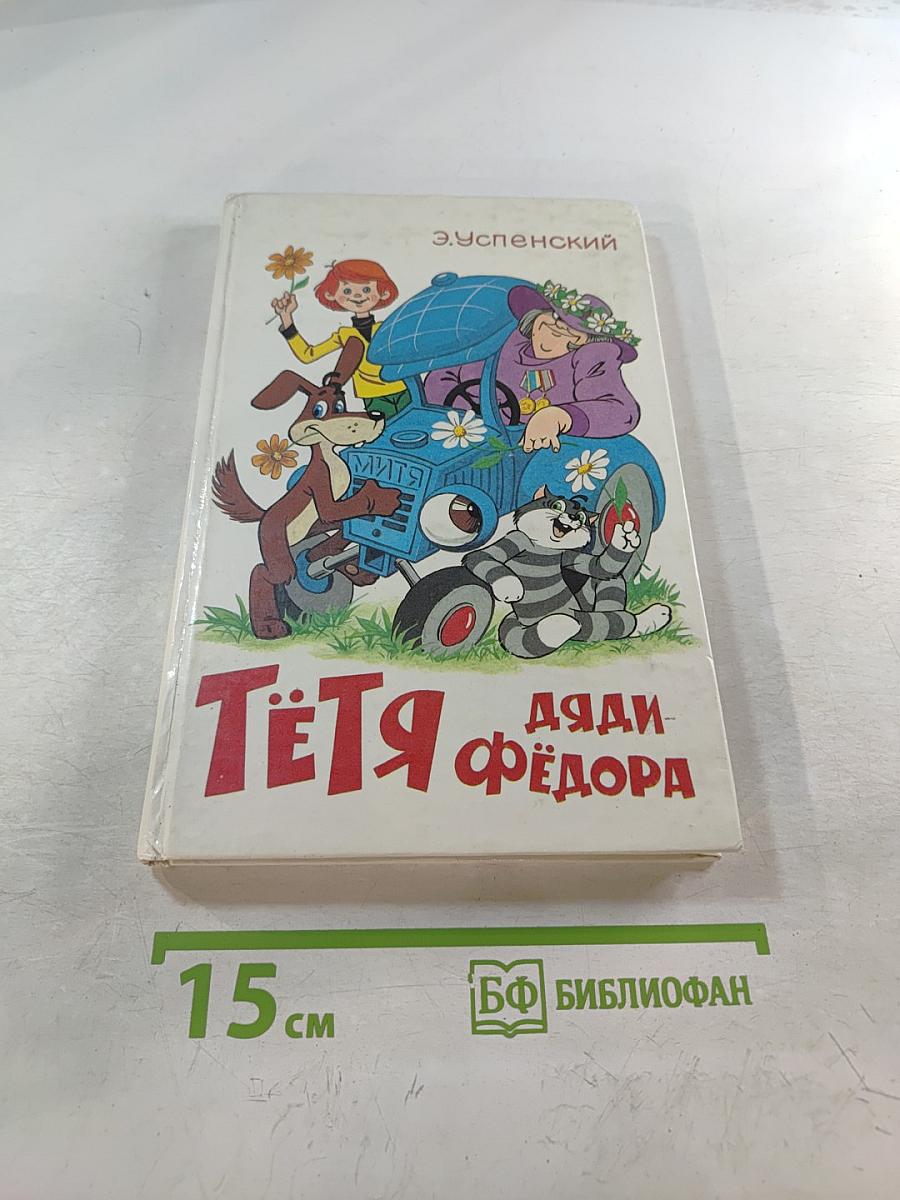 Э.Успенский
МИТЯ
ТЁТЯ
ДЯДИ-
ФЁДОРА
15 см
БФ БИБЛИОФАН